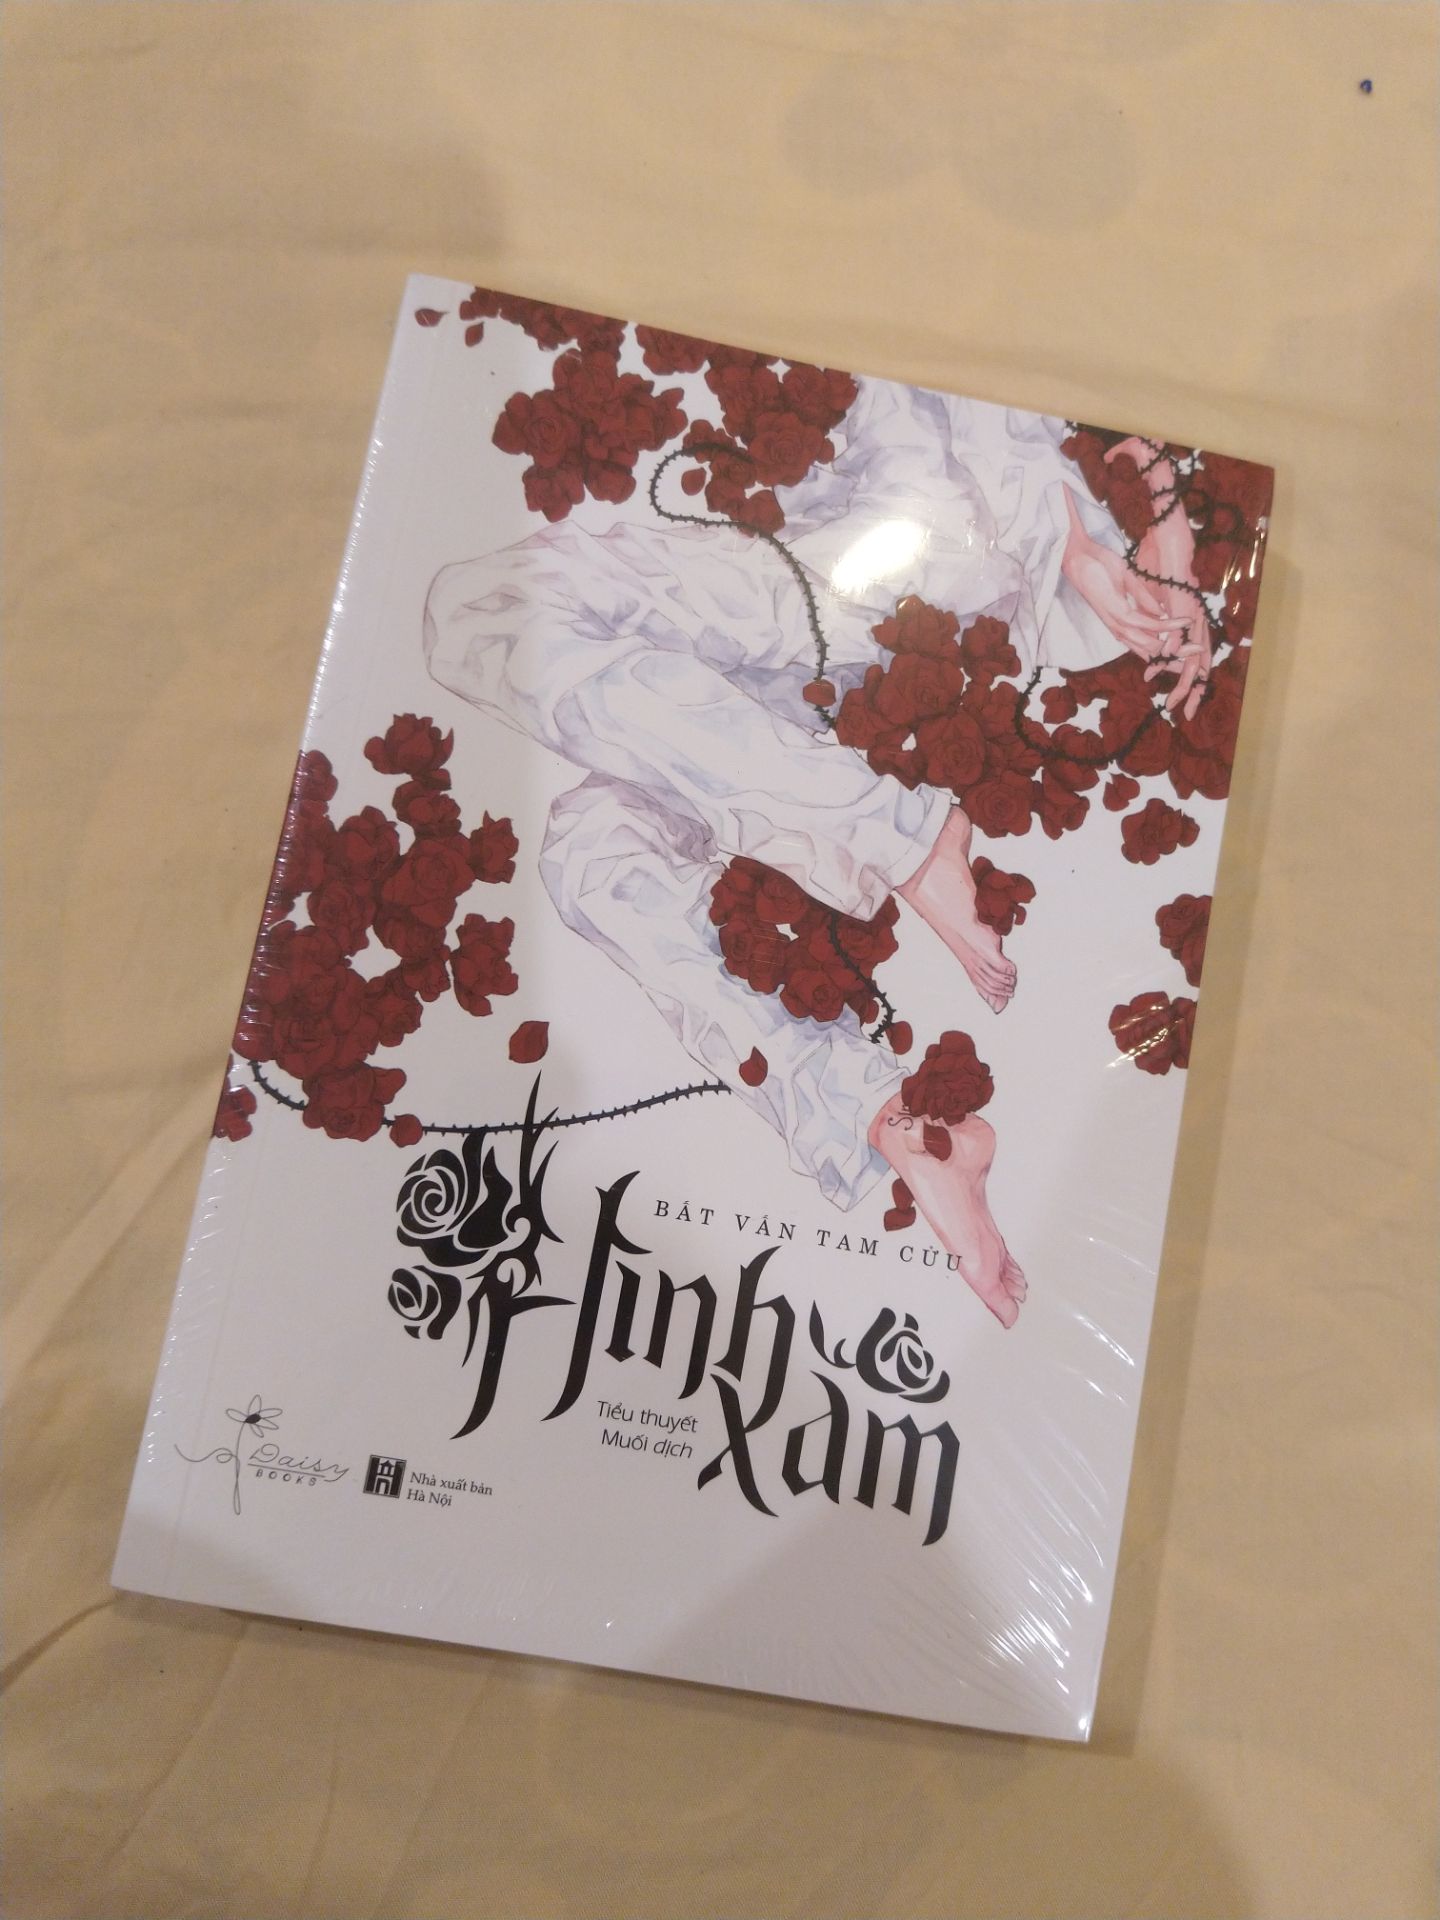 BẤT VẤN TAM CỬU
Hình
Xăm
Tiểu thuyết
Muối dịch
Daisy
BOOKS
Nhà xuất bản
Hà Nội